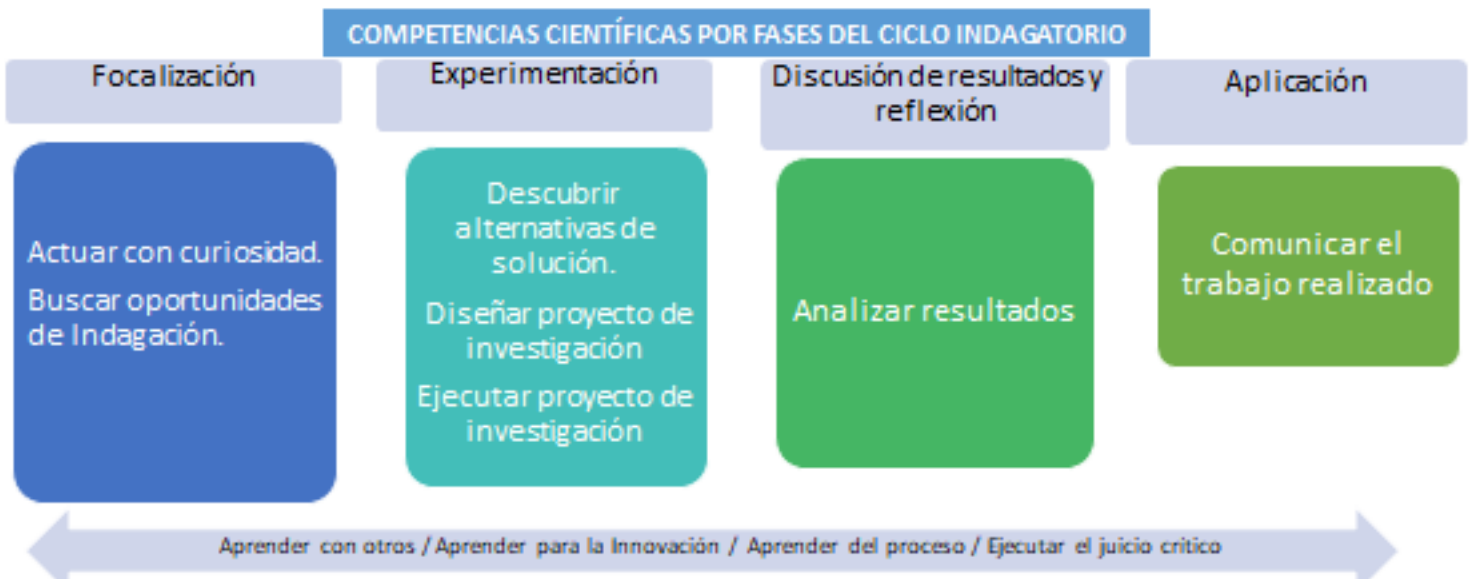 COMPETENCIAS CIENTÍFICAS POR FASES DEL CICLO INDAGATORIO
Focalización
Actuar con curiosidad.
Buscar oportunidades
de Indagación.
Experimentación
Descubrir
alternativas de
solución.
Diseñar proyecto de
investigación
Ejecutar proyecto de
investigación
Discusión de resultados y
reflexión
Analizar resultados
Aplicación
Comunicar el
trabajo realizado
Aprender con otros / Aprender para la Innovación / Aprender del proceso / Ejecutar el juicio critico